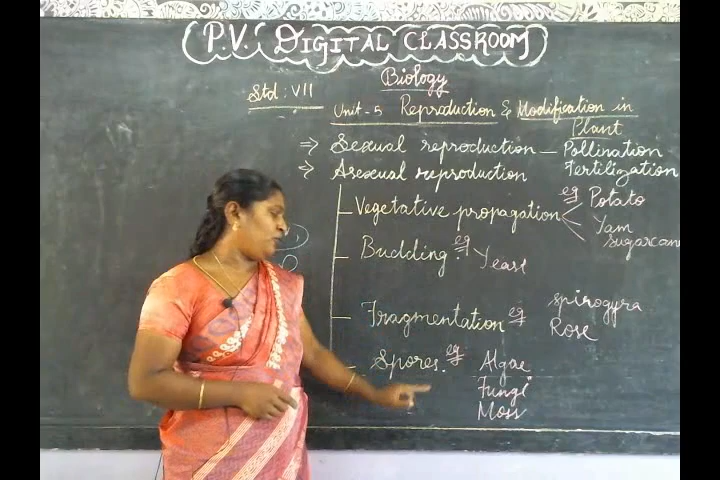 P.V. DIGITAL CLASSROOM
Biology
Std : VII
Unit - 5 Reproduction & Modification in
Plant
⇒ Sexual reproduction — Pollination
Fertilization
⇒ Asexual reproduction
Vegetative propagation eg Potato
Yam
sugarcan
Budding. eg Yeast
Fragmentation eg spirogyra
Rose
Spores. eg Algae
Fungi
Moss